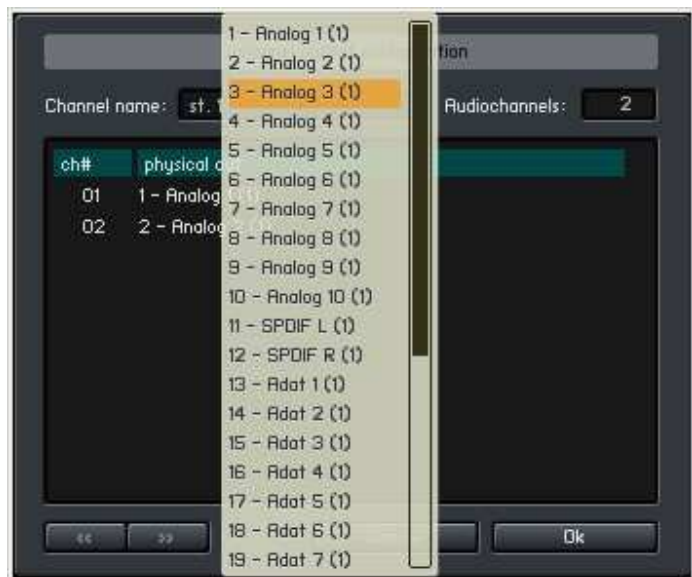 tion
Channel name: st. 1
Audiochannels: 2
ch# physical o
01 1 - Analog
02 2 - Analog
1 - Analog 1 (1)
2 - Analog 2 (1)
3 - Analog 3 (1)
4 - Analog 4 (1)
5 - Analog 5 (1)
6 - Analog 6 (1)
7 - Analog 7 (1)
8 - Analog 8 (1)
9 - Analog 9 (1)
10 - Analog 10 (1)
11 - SPDIF L (1)
12 - SPDIF R (1)
13 - Adat 1 (1)
14 - Adat 2 (1)
15 - Adat 3 (1)
16 - Adat 4 (1)
17 - Adat 5 (1)
18 - Adat 6 (1)
19 - Adat 7 (1)
<< >>
Ok